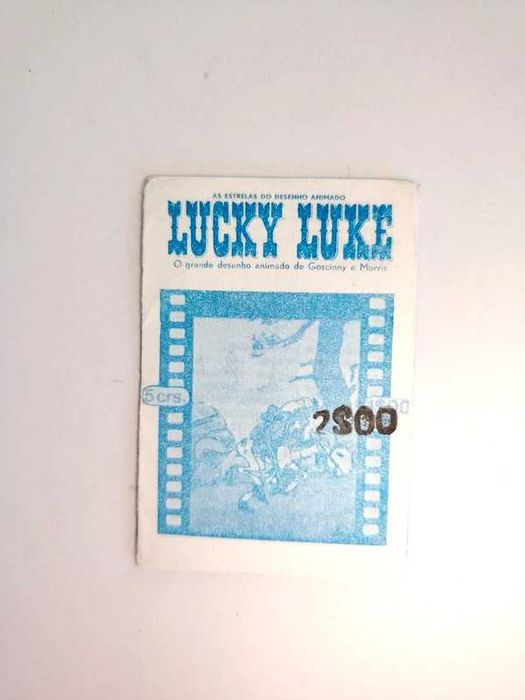 AS ESTRELAS DO DESENHO ANIMADO
LUCKY LUKE
O grande desenho animado de Goscinny e Morris
5 crs.
2$00